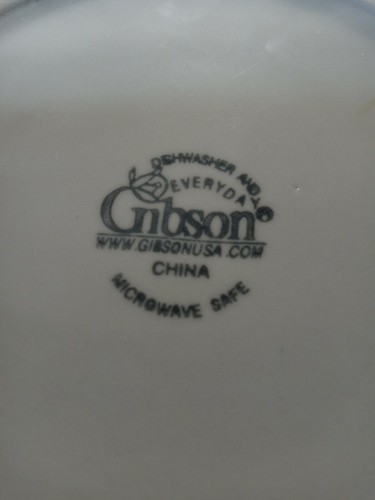 DISHWASHER AND
EVERYDAY
Gibson®
WWW.GIBSONUSA.COM
CHINA
MICROWAVE SAFE